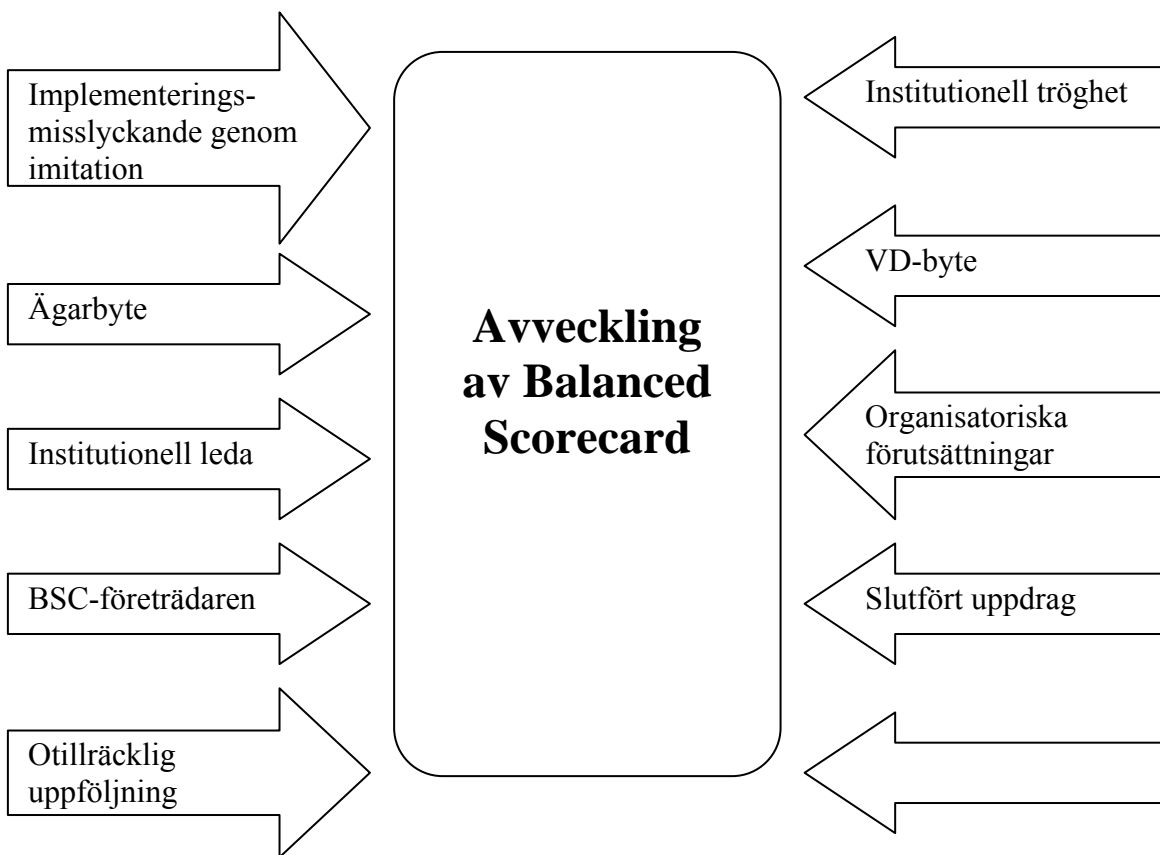 Implementerings-
misslyckande genom
imitation
Ägarbyte
Institutionell leda
BSC-företrädaren
Otillräcklig
uppföljning
Avveckling
av Balanced
Scorecard
Institutionell tröghet
VD-byte
Organisatoriska
förutsättningar
Slutfört uppdrag